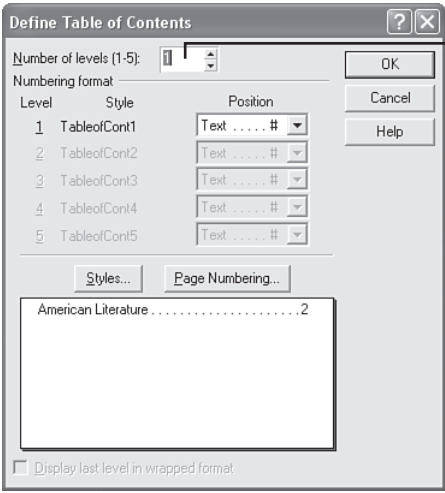 Define Table of Contents
Number of levels (1-5): 1
OK
Numbering format
Cancel
Level Style Position
Help
1 TableofCont1 Text ..... #
2 TableofCont2 Text ..... #
3 TableofCont3 Text ..... #
4 TableofCont4 Text ..... #
5 TableofCont5 Text ..... #
Styles... Page Numbering...
American Literature . . . . . . . . . . . . . . . . . . . . . . 2
Display last level in wrapped format